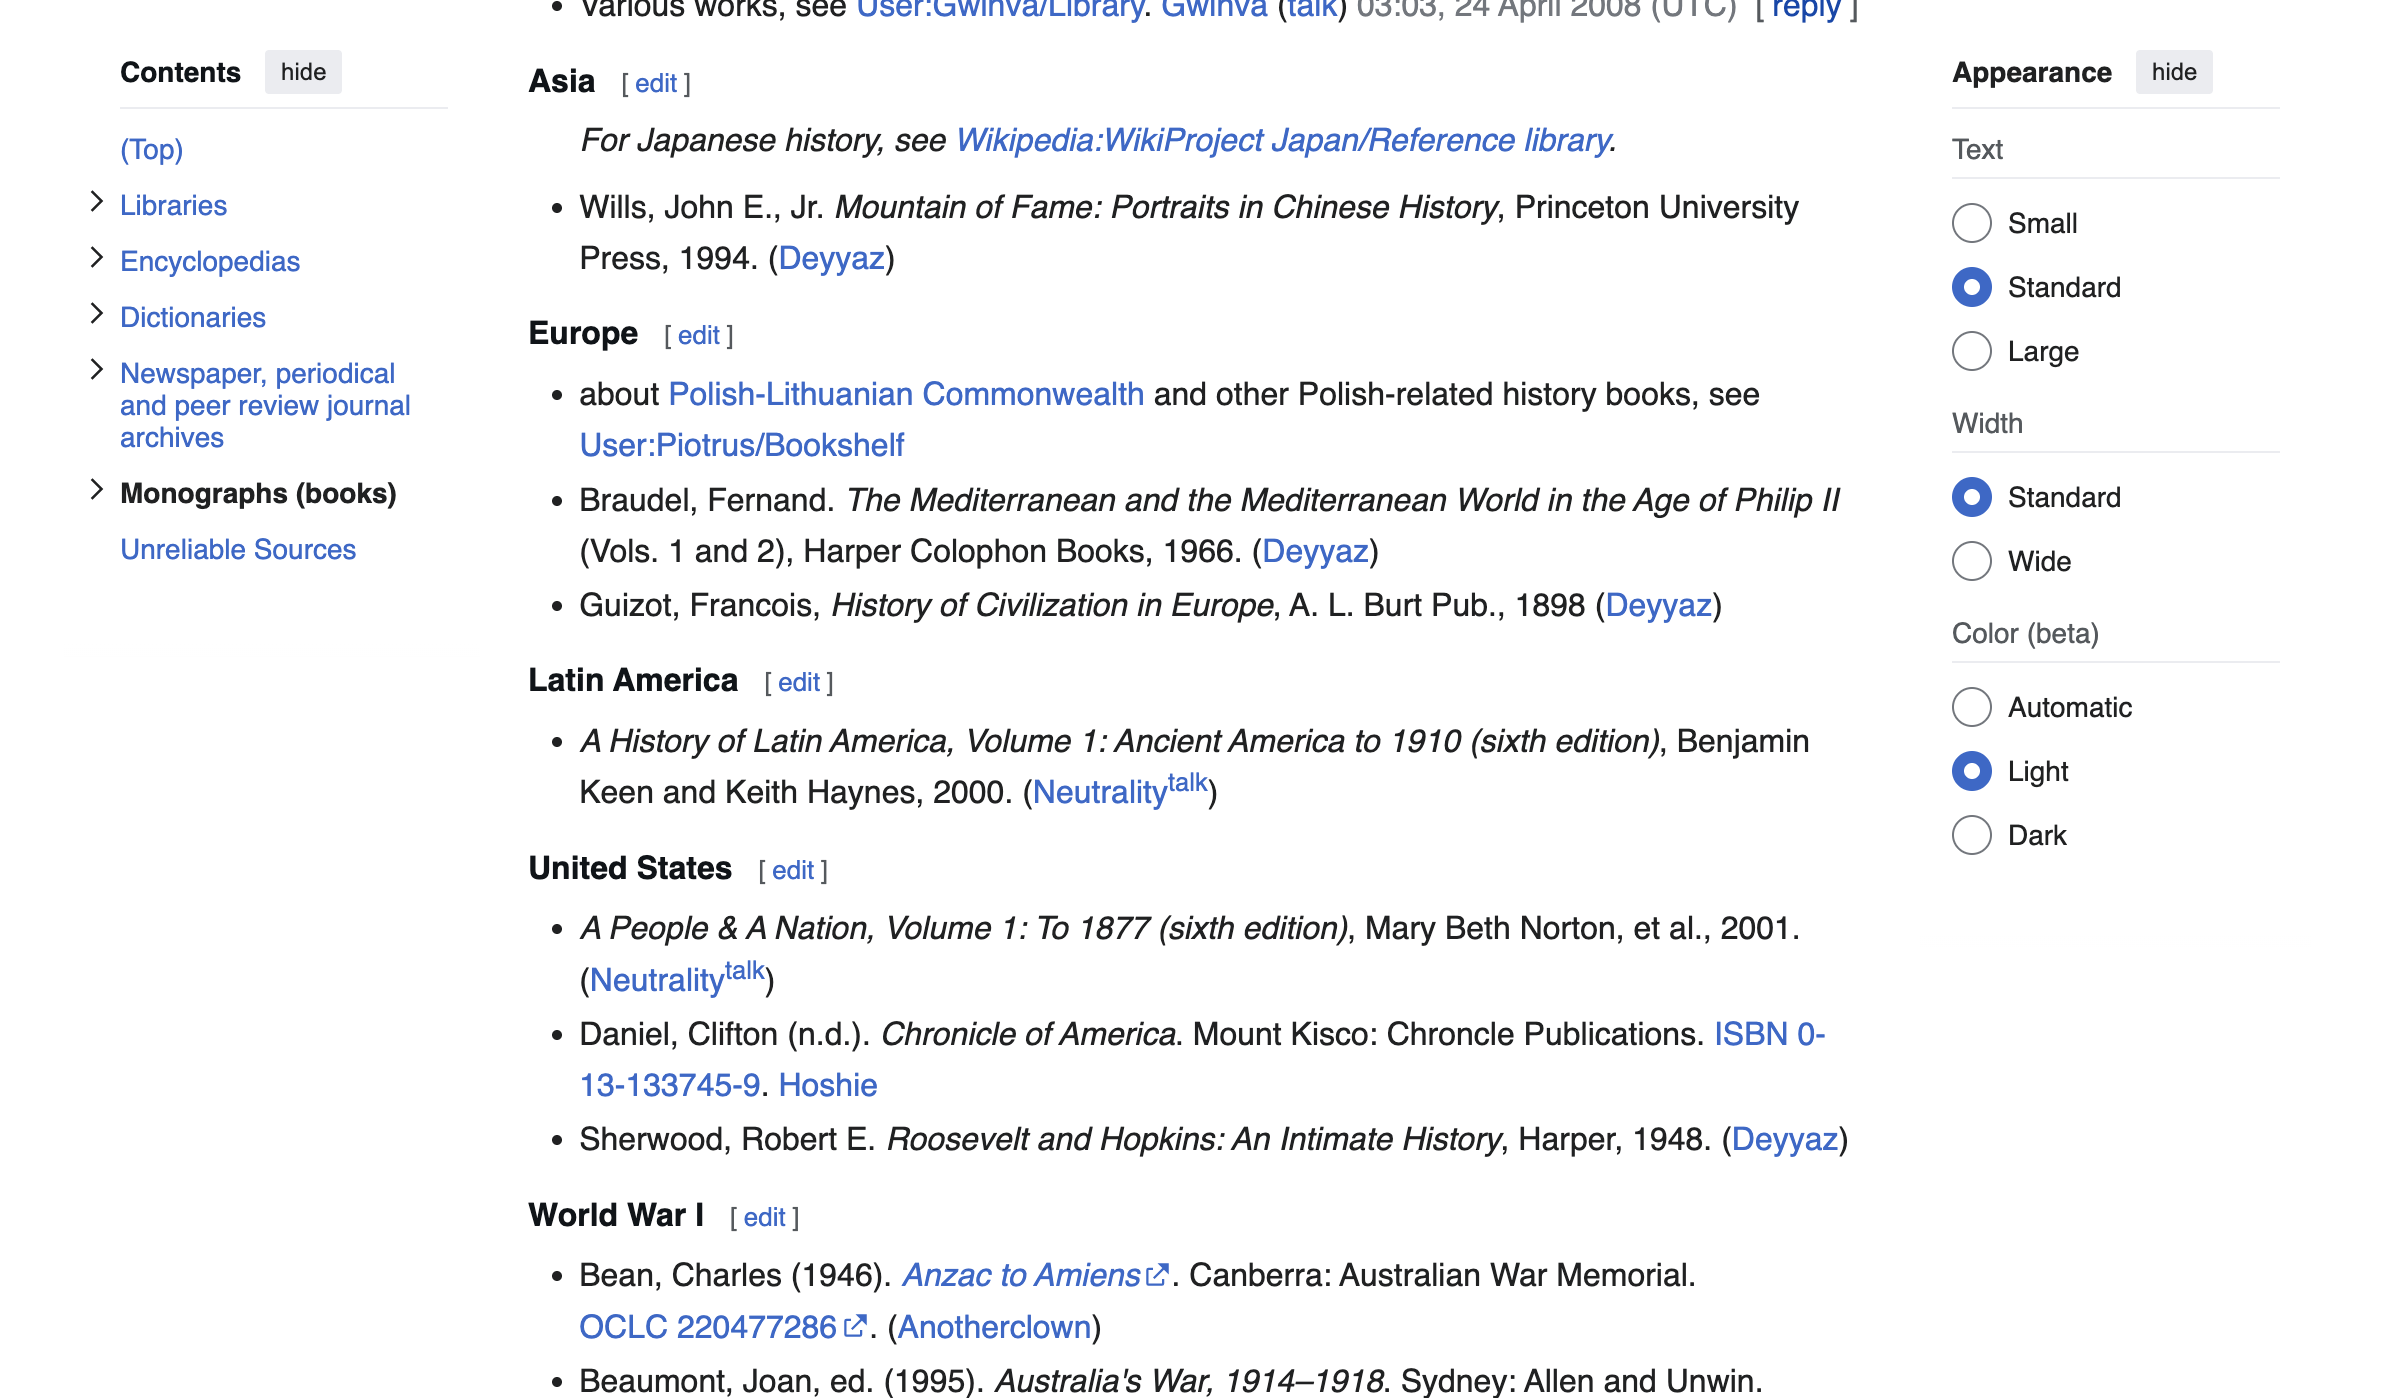 Various works, see User:Gwinva/Library. Gwinva (talk) 03:03, 24 April 2008 (UTC) [ reply ]
Contents hide
(Top)
Libraries
Encyclopedias
Dictionaries
Newspaper, periodical
and peer review journal
archives
Monographs (books)
Unreliable Sources
Asia [ edit ]
For Japanese history, see Wikipedia:WikiProject Japan/Reference library.
• Wills, John E., Jr. Mountain of Fame: Portraits in Chinese History, Princeton University
Press, 1994. (Deyyaz)
Europe [ edit ]
• about Polish-Lithuanian Commonwealth and other Polish-related history books, see
User:Piotrus/Bookshelf
• Braudel, Fernand. The Mediterranean and the Mediterranean World in the Age of Philip II
(Vols. 1 and 2), Harper Colophon Books, 1966. (Deyyaz)
• Guizot, Francois, History of Civilization in Europe, A. L. Burt Pub., 1898 (Deyyaz)
Latin America [ edit ]
• A History of Latin America, Volume 1: Ancient America to 1910 (sixth edition), Benjamin
Keen and Keith Haynes, 2000. (Neutralitytalk)
United States [ edit ]
• A People & A Nation, Volume 1: To 1877 (sixth edition), Mary Beth Norton, et al., 2001.
(Neutralitytalk)
• Daniel, Clifton (n.d.). Chronicle of America. Mount Kisco: Chroncle Publications. ISBN 0-
13-133745-9. Hoshie
• Sherwood, Robert E. Roosevelt and Hopkins: An Intimate History, Harper, 1948. (Deyyaz)
World War I [ edit ]
• Bean, Charles (1946). Anzac to Amiens. Canberra: Australian War Memorial.
OCLC 220477286. (Anotherclown)
• Beaumont, Joan, ed. (1995). Australia's War, 1914–1918. Sydney: Allen and Unwin.
Appearance hide
Text
Small
Standard
Large
Width
Standard
Wide
Color (beta)
Automatic
Light
Dark